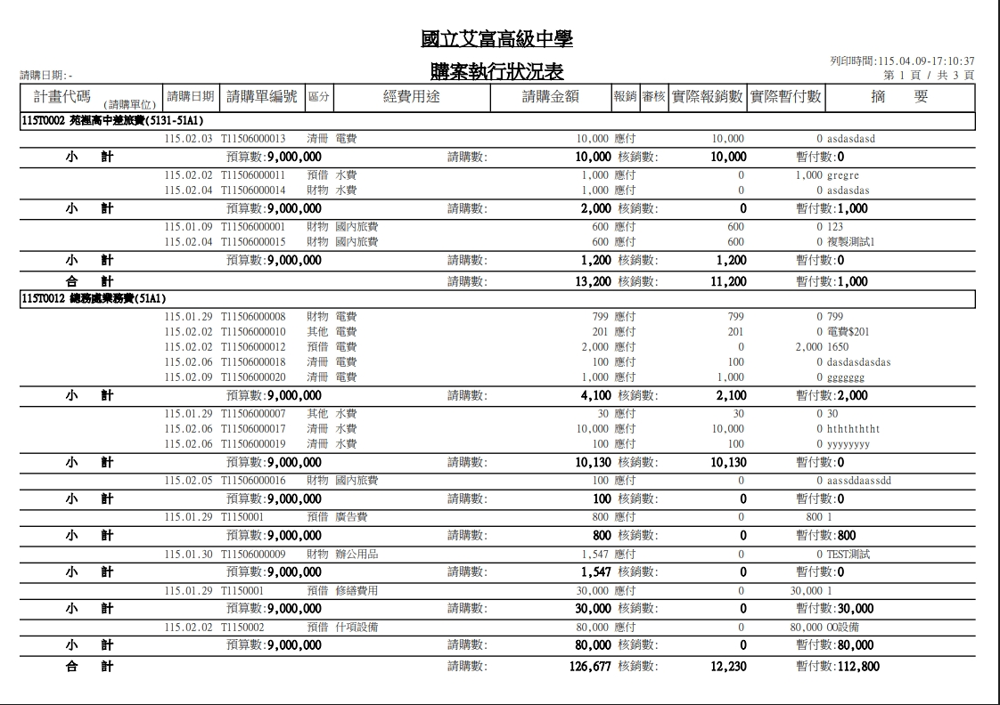 國立艾富高級中學
購案執行狀況表
列印時間:115.04.09-17:10:37
請購日期:-
第 1 頁 / 共 3 頁
計畫代碼 (請購單位) 請購日期 請購單編號 區分 經費用途 請購金額 報銷 審核 實際報銷數 實際暫付數 摘 要
115T0002 苑裡高中差旅費(5131-51A1)
115.02.03 T11506000013 清冊 電費 10,000 應付 10,000 0 asdasdasd
小 計 預算數:9,000,000 請購數: 10,000 核銷數: 10,000 暫付數:0
115.02.02 T11506000011 預借 水費 1,000 應付 0 1,000 gregre
115.02.04 T11506000014 財物 水費 1,000 應付 0 0 asdasdas
小 計 預算數:9,000,000 請購數: 2,000 核銷數: 0 暫付數:1,000
115.01.09 T11506000001 財物 國內旅費 600 應付 600 0 123
115.02.04 T11506000015 財物 國內旅費 600 應付 600 0 複製測試1
小 計 預算數:9,000,000 請購數: 1,200 核銷數: 1,200 暫付數:0
合 計 請購數: 13,200 核銷數: 11,200 暫付數:1,000
115T0012 總務處業務費(51A1)
115.01.29 T11506000008 財物 電費 799 應付 799 0 799
115.02.02 T11506000010 其他 電費 201 應付 201 0 電費$201
115.02.02 T11506000012 預借 電費 2,000 應付 0 2,000 1650
115.02.06 T11506000018 清冊 電費 100 應付 100 0 dasdasdasdas
115.02.09 T11506000020 清冊 電費 1,000 應付 1,000 0 ggggggg
小 計 預算數:9,000,000 請購數: 4,100 核銷數: 2,100 暫付數:2,000
115.01.29 T11506000007 其他 水費 30 應付 30 0 30
115.02.06 T11506000017 清冊 水費 10,000 應付 10,000 0 hththththt
115.02.06 T11506000019 清冊 水費 100 應付 100 0 yyyyyyyy
小 計 預算數:9,000,000 請購數: 10,130 核銷數: 10,130 暫付數:0
115.02.05 T11506000016 財物 國內旅費 100 應付 0 0 aassddaassdd
小 計 預算數:9,000,000 請購數: 100 核銷數: 0 暫付數:0
115.01.29 T1150001 預借 廣告費 800 應付 0 800 1
小 計 預算數:9,000,000 請購數: 800 核銷數: 0 暫付數:800
115.01.30 T11506000009 財物 辦公用品 1,547 應付 0 0 TEST測試
小 計 預算數:9,000,000 請購數: 1,547 核銷數: 0 暫付數:0
115.01.29 T1150001 預借 修繕費用 30,000 應付 0 30,000 1
小 計 預算數:9,000,000 請購數: 30,000 核銷數: 0 暫付數:30,000
115.02.02 T1150002 預借 什項設備 80,000 應付 0 80,000 OO設備
小 計 預算數:9,000,000 請購數: 80,000 核銷數: 0 暫付數:80,000
合 計 請購數: 126,677 核銷數: 12,230 暫付數:112,800